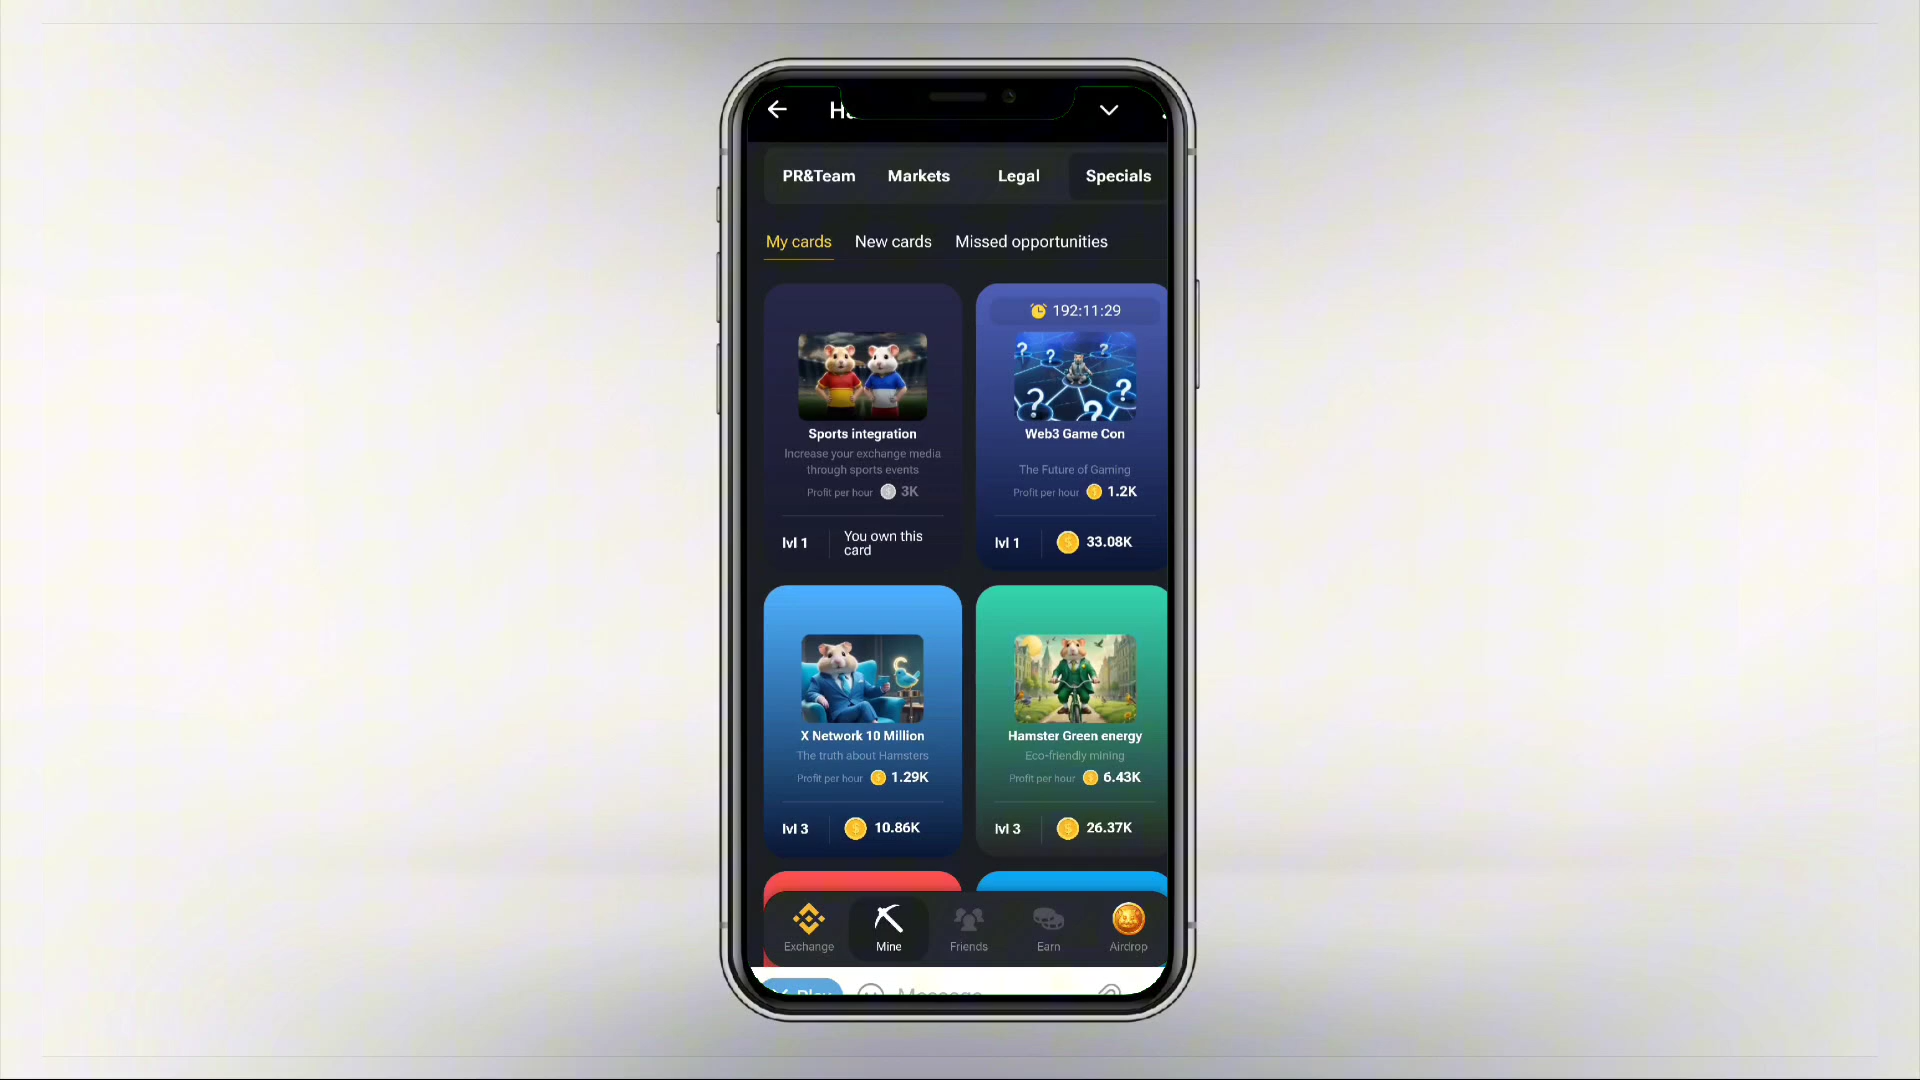 PR&Team Markets Legal Specials
My cards New cards Missed opportunities
192:11:29
Sports integration
Increase your exchange media
through sports events
Profit per hour 3K
lvl 1
You own this
card
Web3 Game Con
The Future of Gaming
Profit per hour 1.2K
lvl 1 33.08K
X Network 10 Million
The truth about Hamsters
Profit per hour 1.29K
lvl 3 10.86K
Hamster Green energy
Eco-friendly mining
Profit per hour 6.43K
lvl 3 26.37K
Exchange Mine Friends Earn Airdrop
Play Message